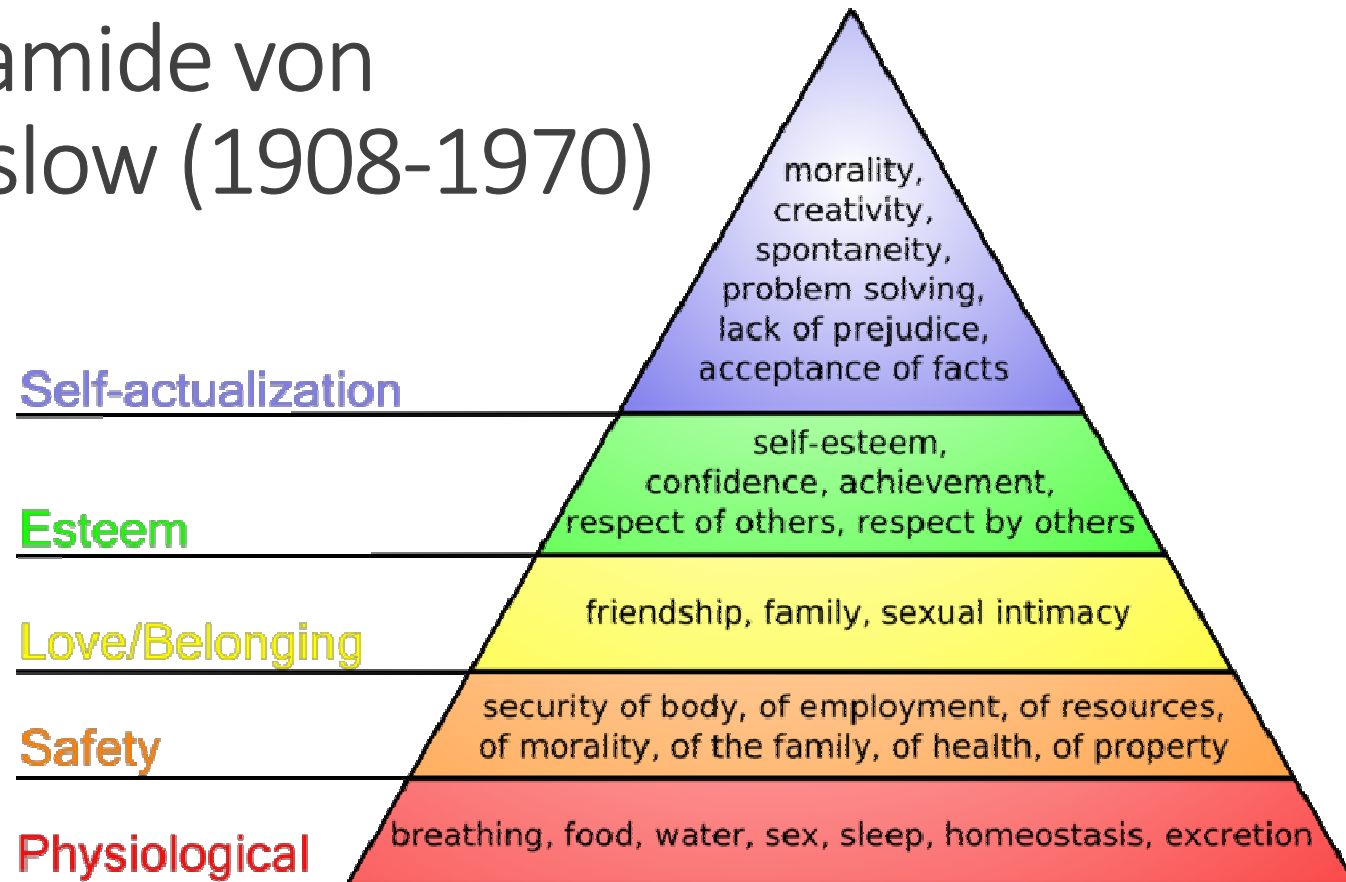 amide von
slow (1908-1970)
morality,
creativity,
spontaneity,
problem solving,
lack of prejudice,
acceptance of facts
Self-actualization
self-esteem,
confidence, achievement,
respect of others, respect by others
Esteem
friendship, family, sexual intimacy
Love/Belonging
security of body, of employment, of resources,
of morality, of the family, of health, of property
Safety
breathing, food, water, sex, sleep, homeostasis, excretion
Physiological